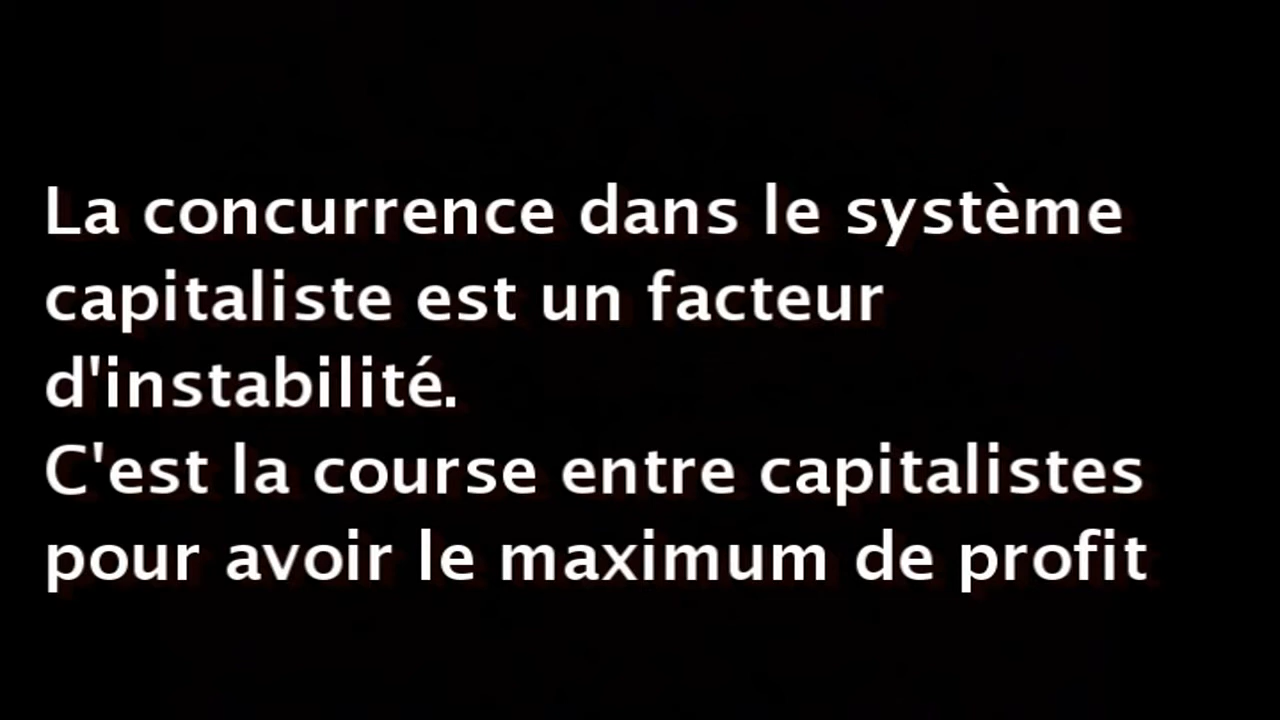 La concurrence dans le système
capitaliste est un facteur
d'instabilité.
C'est la course entre capitalistes
pour avoir le maximum de profit